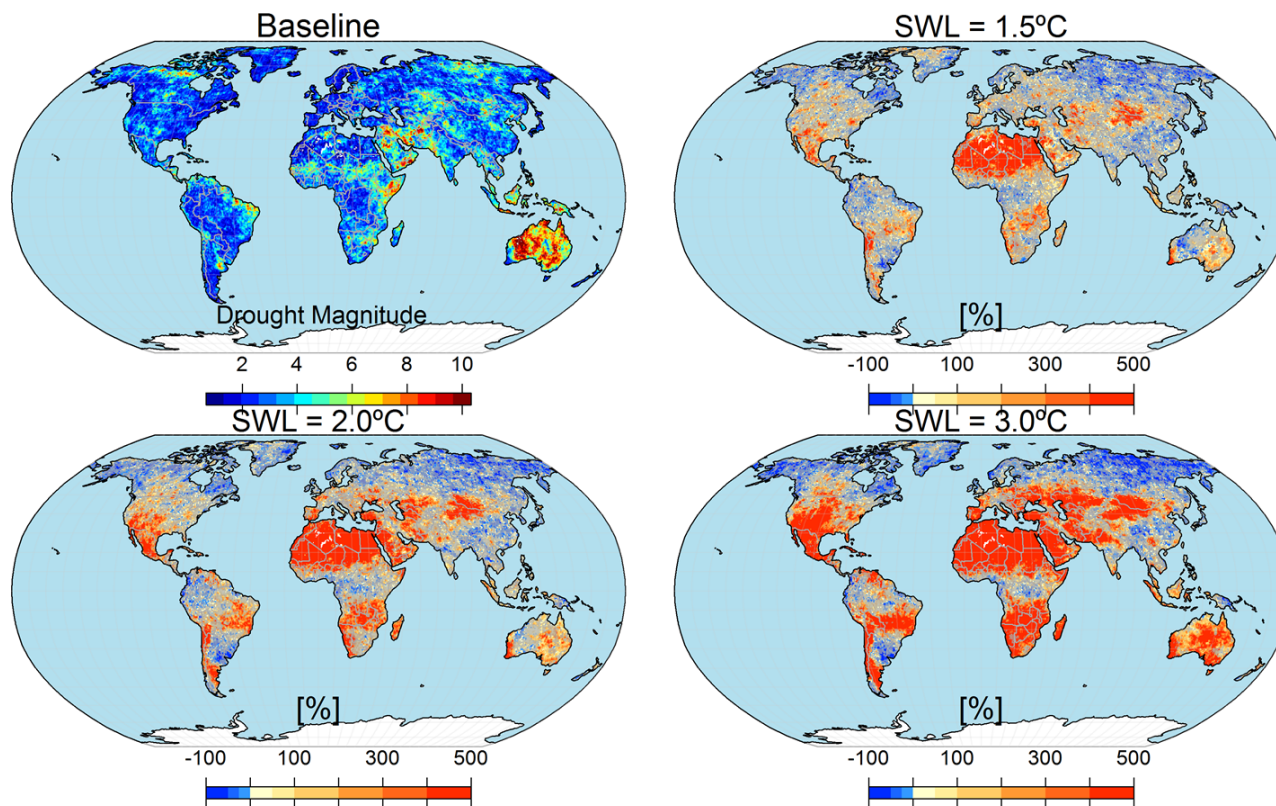 Baseline
Drought Magnitude
2 4 6 8 10
SWL = 1.5ºC
[%]
-100 100 300 500
SWL = 2.0ºC
[%]
-100 100 300 500
SWL = 3.0ºC
[%]
-100 100 300 500